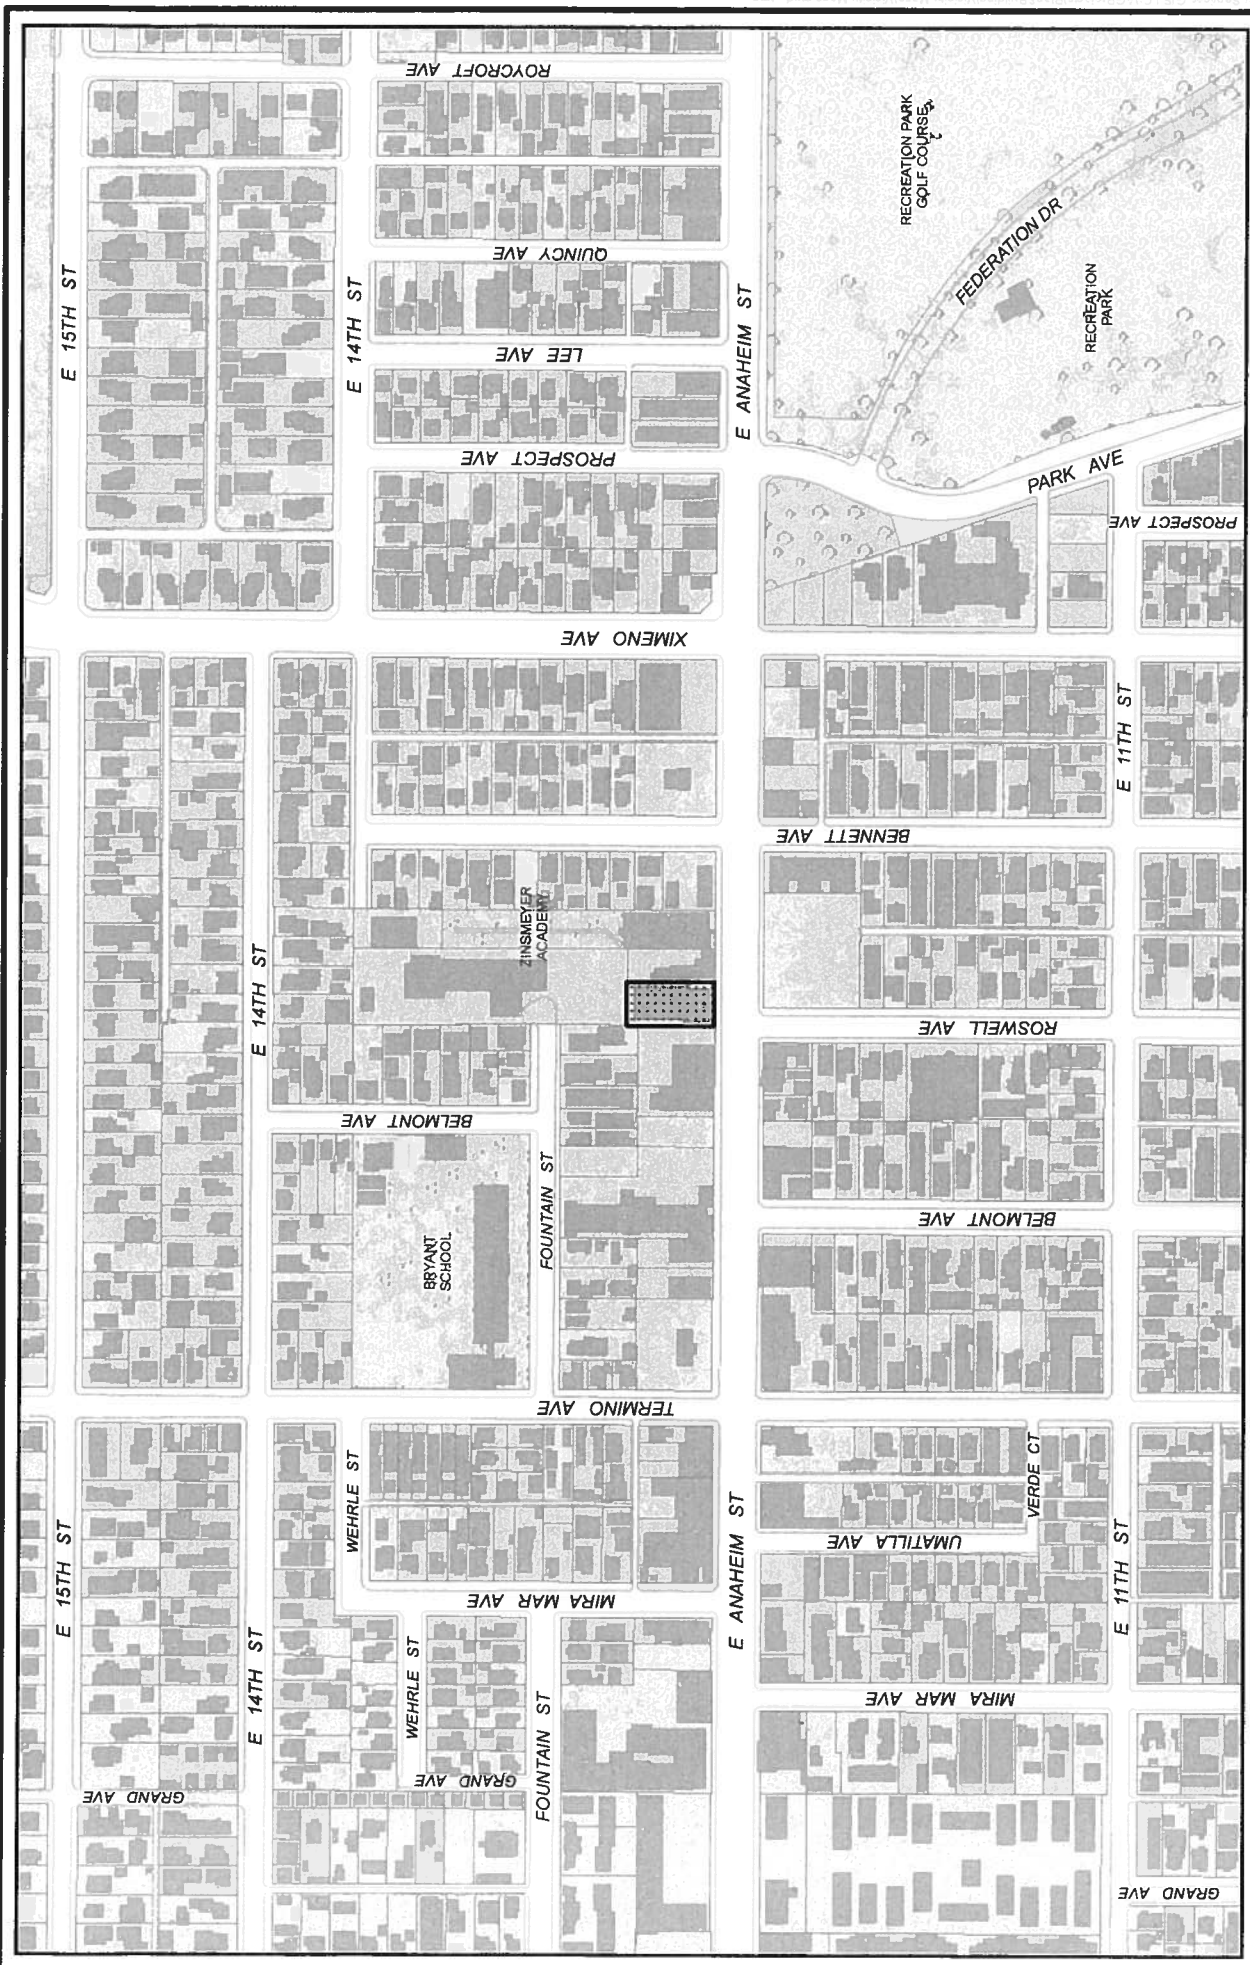 ROYCROFT AVE
E 15TH ST
E 14TH ST
QUINCY AVE
LEE AVE
PROSPECT AVE
E ANAHEIM ST
RECREATION PARK
GOLF COURSE
FEDERATION DR
RECREATION
PARK
PARK AVE
PROSPECT AVE
XIMENO AVE
E 11TH ST
BENNETT AVE
ZINSMEYER
ACADEMY
E 14TH ST
ROSWELL AVE
BELMONT AVE
FOUNTAIN ST
BRYANT
SCHOOL
BELMONT AVE
TERMINO AVE
WEHRLE ST
VERDE CT
E ANAHEIM ST
UMATILLA AVE
E 15TH ST
E 11TH ST
MIRA MAR AVE
E 14TH ST
WEHRLE ST
MIRA MAR AVE
FOUNTAIN ST
GRAND AVE
GRAND AVE
GRAND AVE